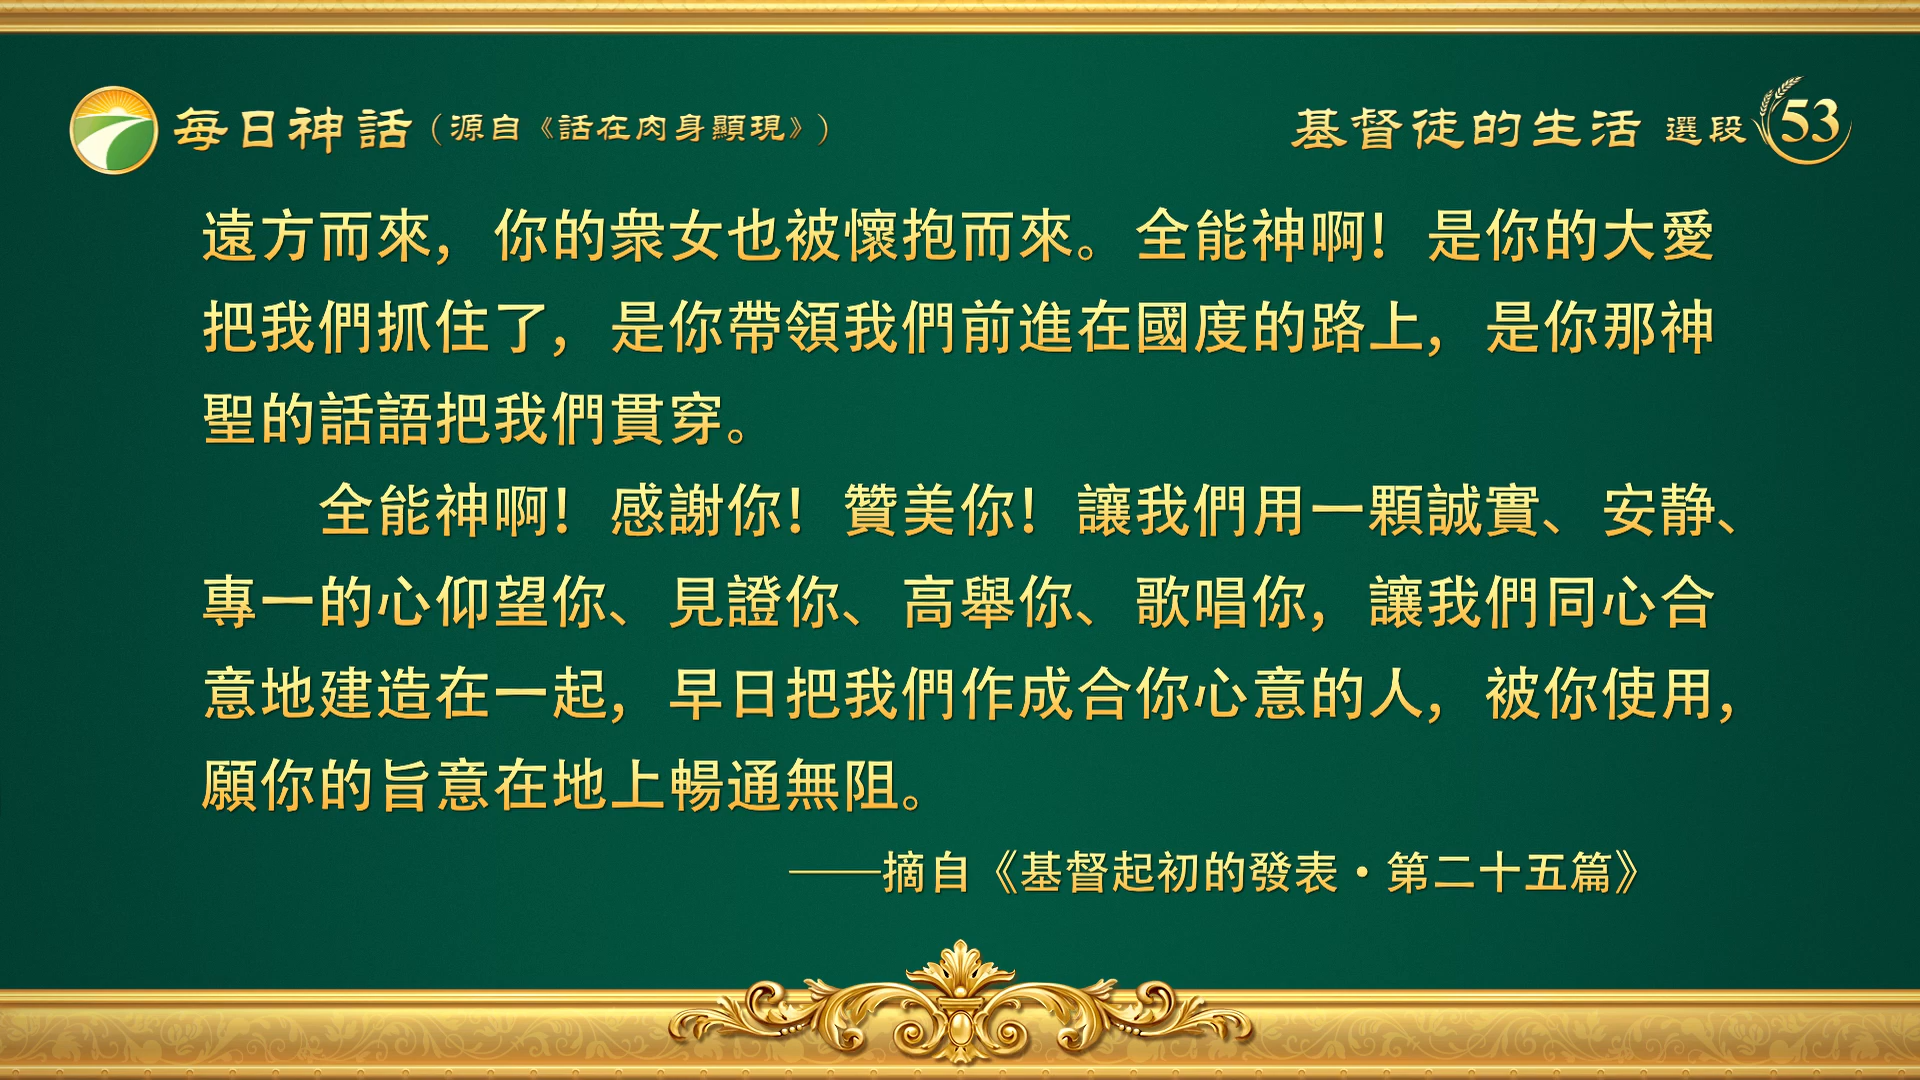 每日神話（源自《話在肉身顯現》）
基督徒的生活 選段 53
遠方而來，你的衆女也被懷抱而來。全能神啊！是你的大愛
把我們抓住了，是你帶領我們前進在國度的路上，是你那神
聖的話語把我們貫穿。
全能神啊！感謝你！贊美你！讓我們用一顆誠實、安静、
專一的心仰望你、見證你、高舉你、歌唱你，讓我們同心合
意地建造在一起，早日把我們作成合你心意的人，被你使用，
願你的旨意在地上暢通無阻。
——摘自《基督起初的發表·第二十五篇》